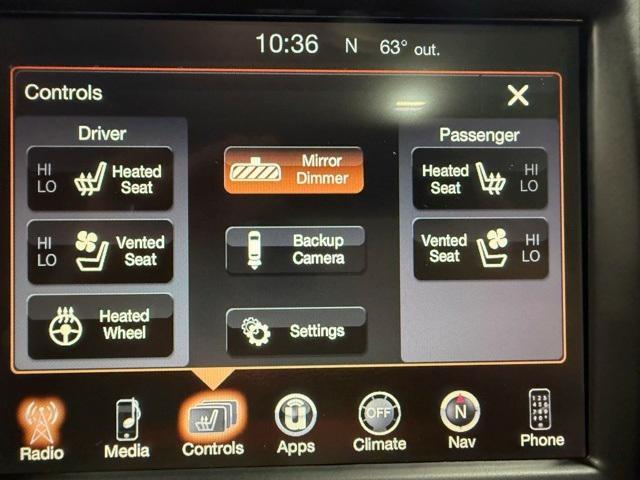 10:36 N 63° out.
Controls
Driver
HI
LO
Heated
Seat
HI
LO
Vented
Seat
Heated
Wheel
Mirror
Dimmer
Backup
Camera
Settings
Passenger
Heated
Seat
HI
LO
Vented
Seat
HI
LO
Radio
Media
Controls
Apps
OFF
Climate
N
Nav
Phone